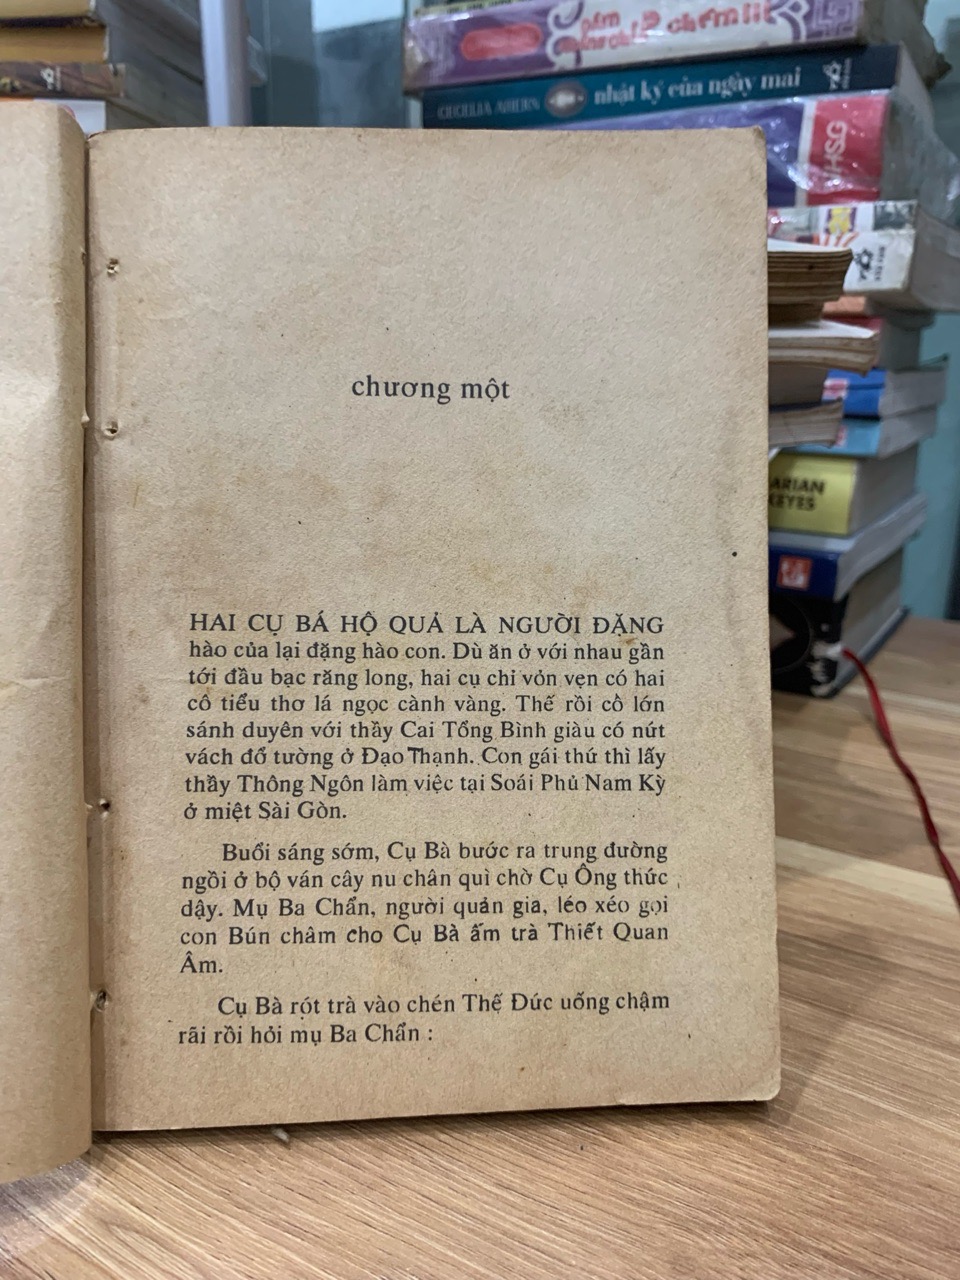 nhật ký của ngày mai
CECELIA AHERN
ARIAN
KEYES
chương một
HAI CỤ BÁ HỘ QUẢ LÀ NGƯỜI ĐẶNG
hào của lại đặng hào con. Dù ăn ở với nhau gần
tới đầu bạc răng long, hai cụ chỉ vỏn vẹn có hai
cô tiểu thơ lá ngọc cành vàng. Thế rồi cô lớn
sánh duyên với thầy Cai Tổng Bình giàu có nứt
vách đổ tường ở Đạo Thạnh. Con gái thứ thì lấy
thầy Thông Ngôn làm việc tại Soái Phủ Nam Kỳ
ở miệt Sài Gòn.
Buổi sáng sớm, Cụ Bà bước ra trung đường
ngồi ở bộ ván cây nu chân quì chờ Cụ Ông thức
dậy. Mụ Ba Chẩn, người quản gia, léo xéo gọi
con Bún châm cho Cụ Bà ấm trà Thiết Quan
Âm.
Cụ Bà rót trà vào chén Thế Đức uống chậm
rãi rồi hỏi mụ Ba Chẩn :